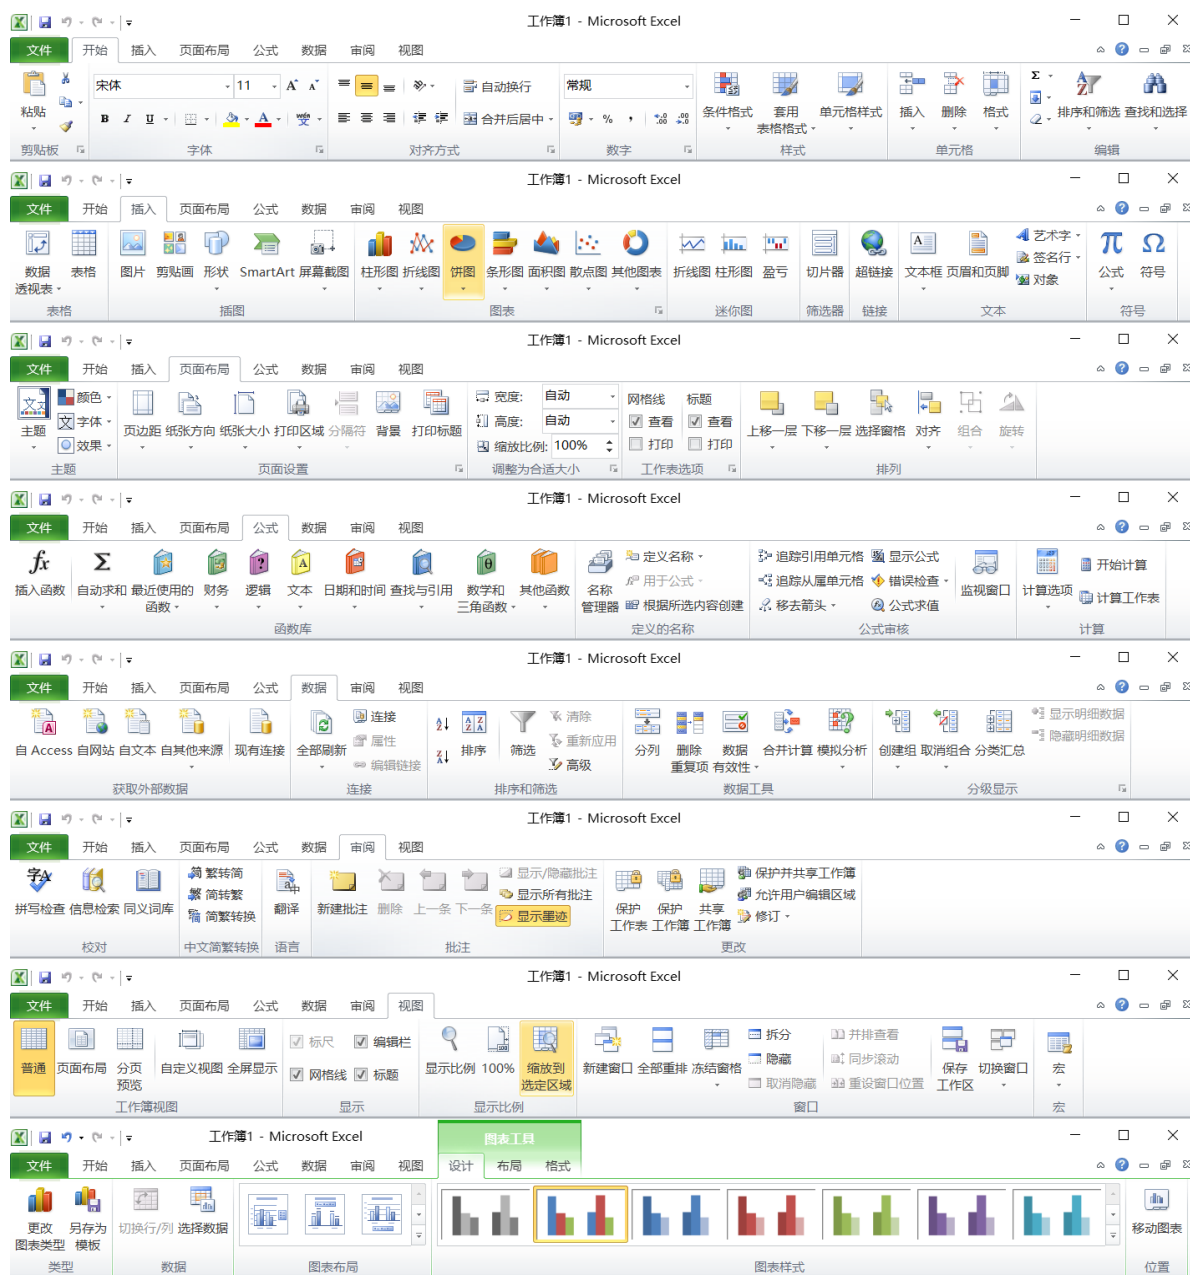 工作簿1 - Microsoft Excel
文件 开始 插入 页面布局 公式 数据 审阅 视图
宋体 11 常规
自动换行
粘贴 条件格式 套用 单元格样式 插入 删除 格式 排序和筛选 查找和选择
表格格式
B I U 合并后居中 % ,
剪贴板 字体 对齐方式 数字 样式 单元格 编辑
工作簿1 - Microsoft Excel
文件 开始 插入 页面布局 公式 数据 审阅 视图
艺术字
签名行
数据 表格 图片 剪贴画 形状 SmartArt 屏幕截图 柱形图 折线图 饼图 条形图 面积图 散点图 其他图表 折线图 柱形图 盈亏 切片器 超链接 文本框 页眉和页脚 公式 符号
透视表 对象
表格 插图 图表 迷你图 筛选器 链接 文本 符号
工作簿1 - Microsoft Excel
文件 开始 插入 页面布局 公式 数据 审阅 视图
颜色 宽度: 自动 网格线 标题
字体 高度: 自动 查看 查看
主题 页边距 纸张方向 纸张大小 打印区域 分隔符 背景 打印标题 上移一层 下移一层 选择窗格 对齐 组合 旋转
效果 缩放比例: 100% 打印 打印
主题 页面设置 调整为合适大小 工作表选项 排列
工作簿1 - Microsoft Excel
文件 开始 插入 页面布局 公式 数据 审阅 视图
定义名称 追踪引用单元格 显示公式 开始计算
用于公式 追踪从属单元格 错误检查
插入函数 自动求和 最近使用的 财务 逻辑 文本 日期和时间 查找与引用 数学和 其他函数 名称 监视窗口 计算选项 计算工作表
函数 三角函数 管理器 根据所选内容创建 移去箭头 公式求值
函数库 定义的名称 公式审核 计算
工作簿1 - Microsoft Excel
文件 开始 插入 页面布局 公式 数据 审阅 视图
连接 清除 显示明细数据
属性 重新应用 隐藏明细数据
自 Access 自网站 自文本 自其他来源 现有连接 全部刷新 排序 筛选 分列 删除 数据 合并计算 模拟分析 创建组 取消组合 分类汇总
编辑链接 高级 重复项 有效性
获取外部数据 连接 排序和筛选 数据工具 分级显示
工作簿1 - Microsoft Excel
文件 开始 插入 页面布局 公式 数据 审阅 视图
繁转简 显示/隐藏批注 保护并共享工作簿
简转繁 显示所有批注 允许用户编辑区域
拼写检查 信息检索 同义词库 简繁转换 翻译 新建批注 删除 上一条 下一条 显示墨迹 保护 保护 共享 修订
工作表 工作簿 工作簿
校对 中文简繁转换 语言 批注 更改
工作簿1 - Microsoft Excel
文件 开始 插入 页面布局 公式 数据 审阅 视图
标尺 编辑栏 拆分 并排查看
隐藏 同步滚动
普通 页面布局 分页 自定义视图 全屏显示 网格线 标题 显示比例 100% 缩放到 新建窗口 全部重排 冻结窗格 保存 切换窗口 宏
预览 选定区域 取消隐藏 重设窗口位置 工作区
工作簿视图 显示 显示比例 窗口 宏
工作簿1 - Microsoft Excel 图表工具
文件 开始 插入 页面布局 公式 数据 审阅 视图 设计 布局 格式
更改 另存为 切换行/列 选择数据 移动图表
图表类型 模板
类型 数据 图表布局 图表样式 位置